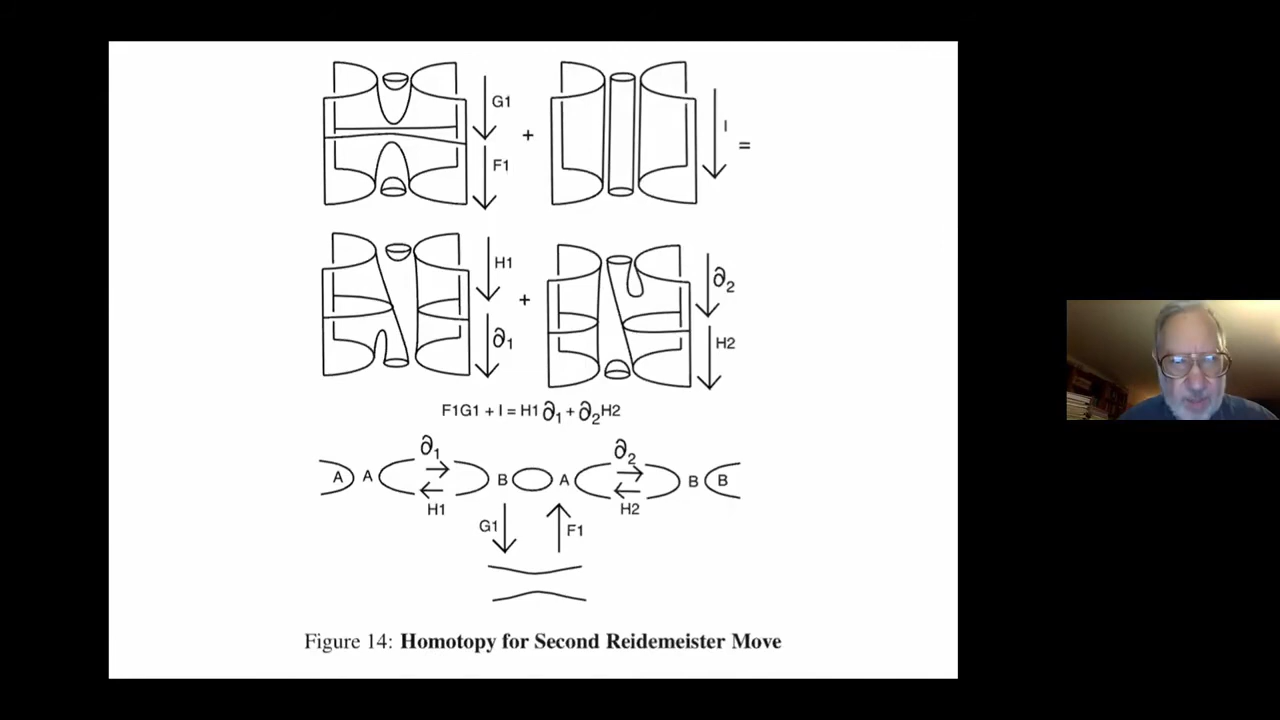 G1
F1
+
I
=
H1
∂₁
+
∂₂
H2
F1G1 + I = H1 ∂₁ + ∂₂H2
∂₁ ∂₂
A A B A B B
H1 H2
G1 F1
Figure 14: Homotopy for Second Reidemeister Move